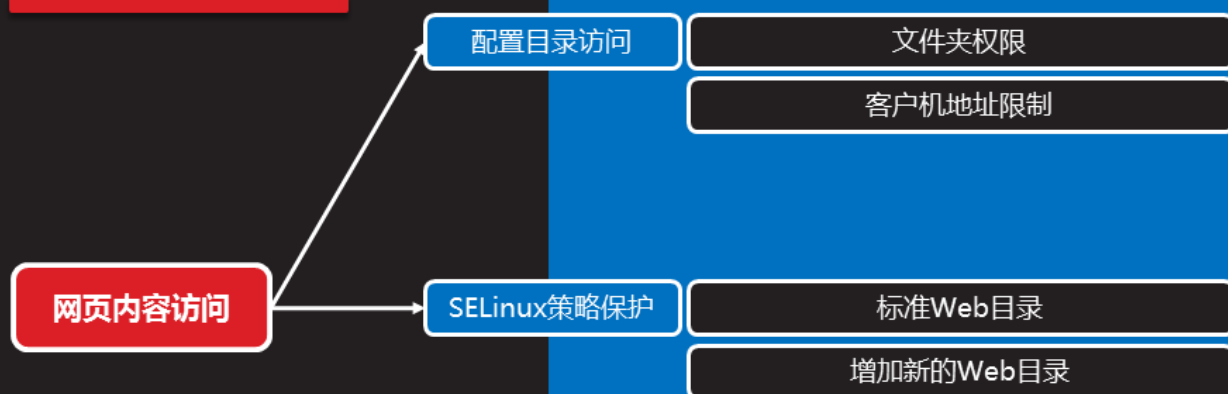 配置目录访问
文件夹权限
客户机地址限制
网页内容访问
SELinux策略保护
标准Web目录
增加新的Web目录